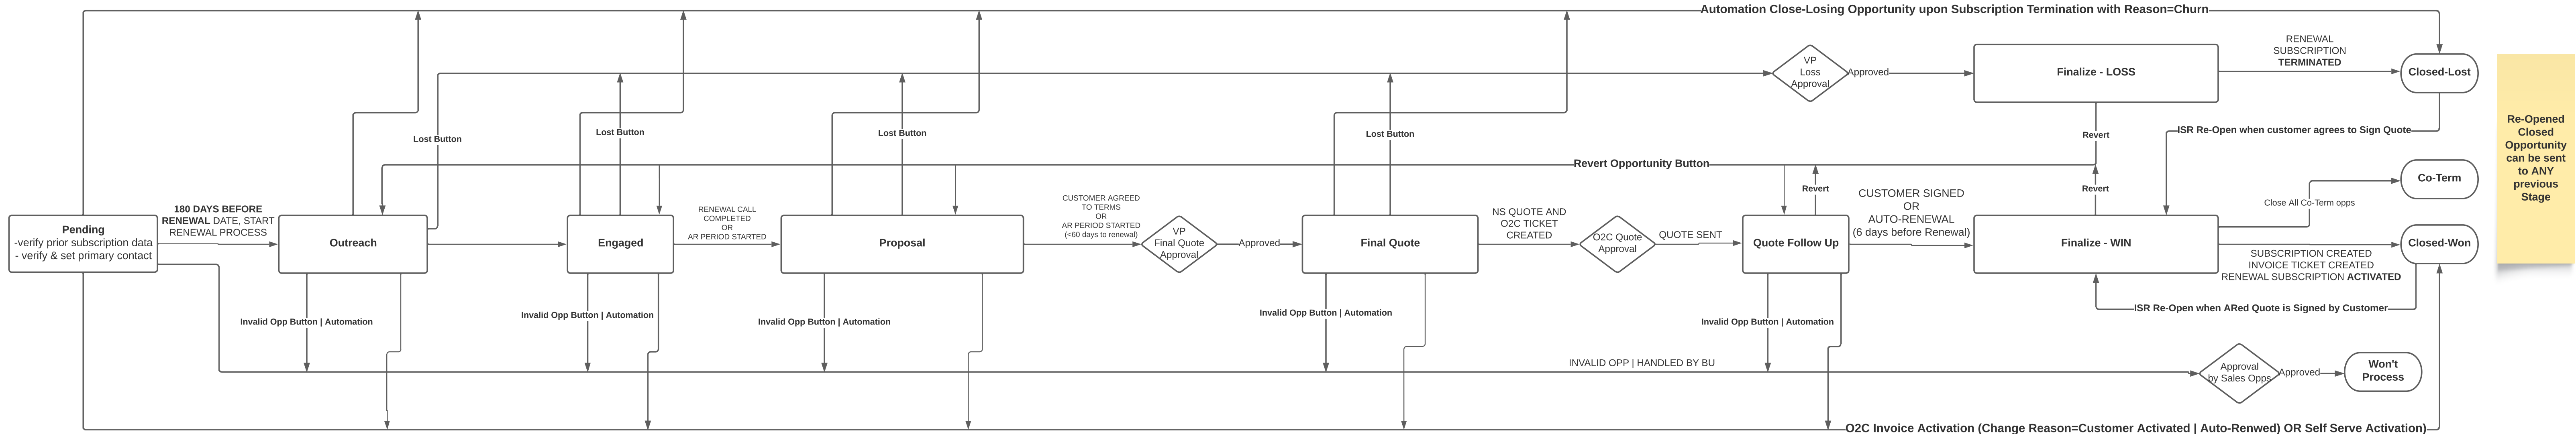 Automation Close-Losing Opportunity upon Subscription Termination with Reason=Churn
VP
Loss
Approval
Approved
Finalize - LOSS
RENEWAL
SUBSCRIPTION
TERMINATED
Closed-Lost
Lost Button
Lost Button
Lost Button
Lost Button
Revert
ISR Re-Open when customer agrees to Sign Quote
Re-Opened
Closed
Opportunity
can be sent
to ANY
previous
Stage
Revert Opportunity Button
Co-Term
Close All Co-Term opps
Pending
-verify prior subscription data
- verify & set primary contact
180 DAYS BEFORE
RENEWAL DATE, START
RENEWAL PROCESS
Outreach
Engaged
RENEWAL CALL
COMPLETED
OR
AR PERIOD STARTED
Proposal
CUSTOMER AGREED
TO TERMS
OR
AR PERIOD STARTED
(<60 days to renewal)
VP
Final Quote
Approval
Approved
Final Quote
NS QUOTE AND
O2C TICKET
CREATED
O2C Quote
Approval
QUOTE SENT
Quote Follow Up
Revert
CUSTOMER SIGNED
OR
AUTO-RENEWAL
(6 days before Renewal)
Revert
Finalize - WIN
Closed-Won
SUBSCRIPTION CREATED
INVOICE TICKET CREATED
RENEWAL SUBSCRIPTION ACTIVATED
ISR Re-Open when ARed Quote is Signed by Customer
Invalid Opp Button | Automation
Invalid Opp Button | Automation
Invalid Opp Button | Automation
Invalid Opp Button | Automation
Invalid Opp Button | Automation
INVALID OPP | HANDLED BY BU
Approval
by Sales Opps
Approved
Won't
Process
O2C Invoice Activation (Change Reason=Customer Activated | Auto-Renwed) OR Self Serve Activation)